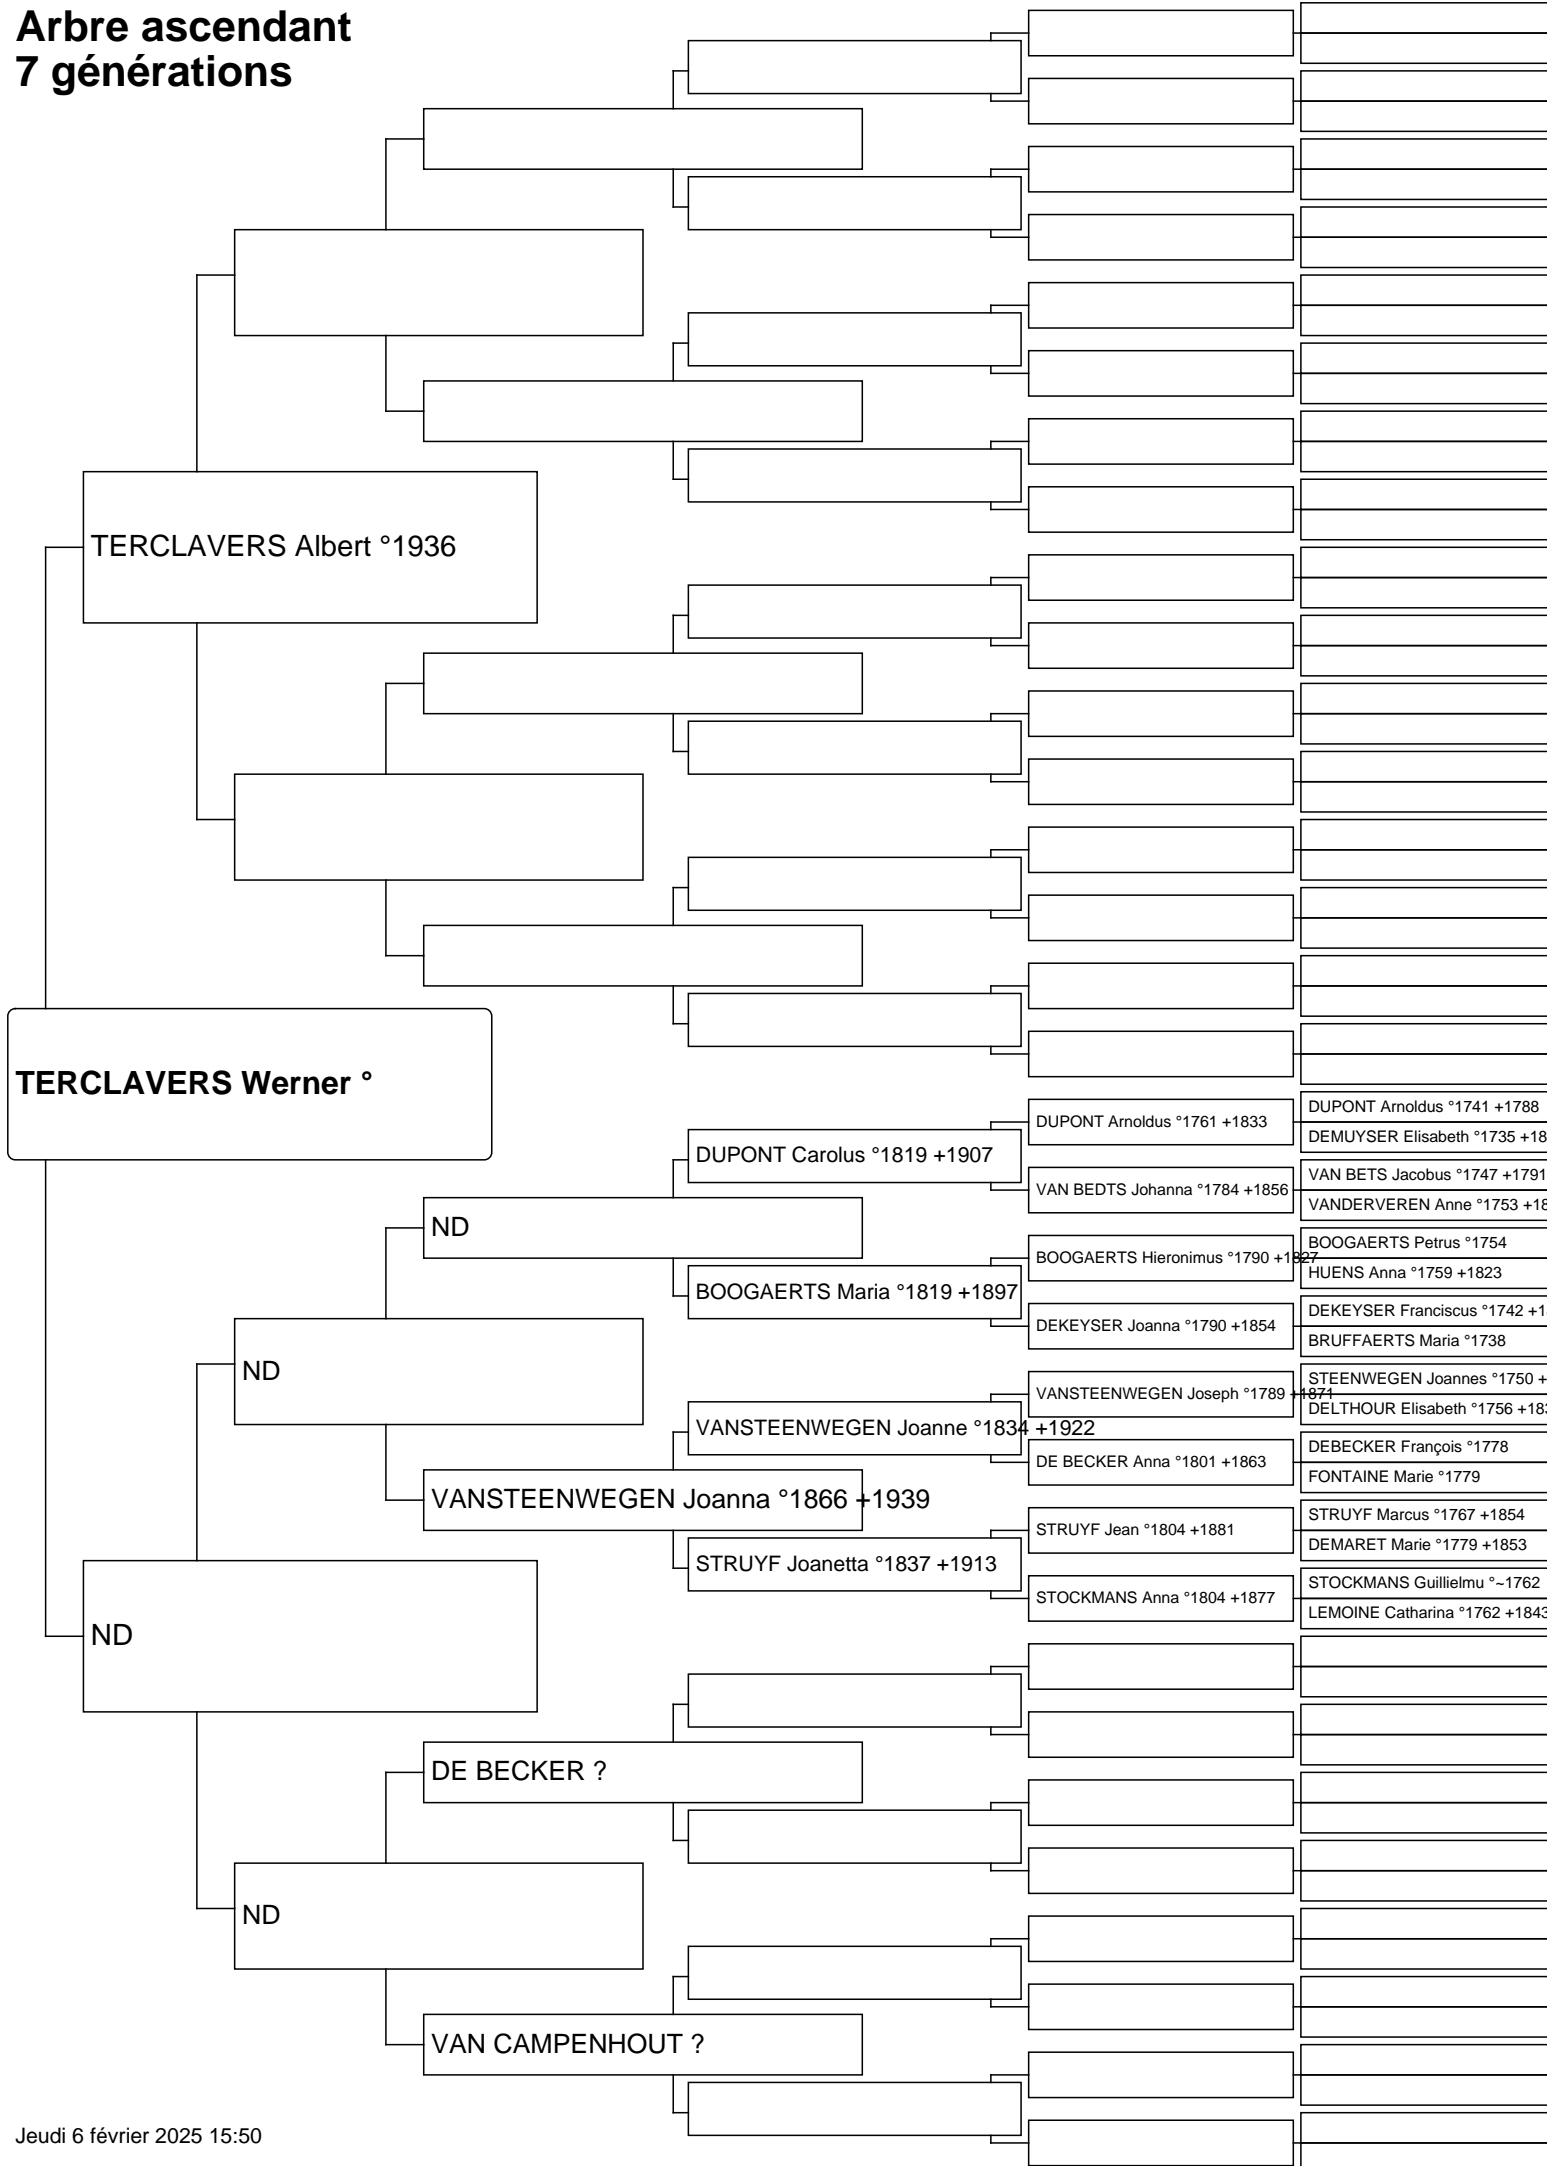 Arbre ascendant
7 générations
TERCLAVERS Albert °1936
TERCLAVERS Werner °
DUPONT Arnoldus °1741 +1788
DUPONT Arnoldus °1761 +1833
DEMUYSER Elisabeth °1735 +18
DUPONT Carolus °1819 +1907
VAN BETS Jacobus °1747 +1791
VAN BEDTS Johanna °1784 +1856
VANDERVEREN Anne °1753 +18
ND
BOOGAERTS Petrus °1754
BOOGAERTS Hieronimus °1790 +1827
HUENS Anna °1759 +1823
BOOGAERTS Maria °1819 +1897
DEKEYSER Franciscus °1742 +1
DEKEYSER Joanna °1790 +1854
BRUFFAERTS Maria °1738
ND
STEENWEGEN Joannes °1750 +
VANSTEENWEGEN Joseph °1789 +1871
DELTHOUR Elisabeth °1756 +183
VANSTEENWEGEN Joanne °1834 +1922
DEBECKER François °1778
DE BECKER Anna °1801 +1863
FONTAINE Marie °1779
VANSTEENWEGEN Joanna °1866 +1939
STRUYF Marcus °1767 +1854
STRUYF Jean °1804 +1881
DEMARET Marie °1779 +1853
STRUYF Joanetta °1837 +1913
STOCKMANS Guillielmu °~1762
STOCKMANS Anna °1804 +1877
LEMOINE Catharina °1762 +1843
ND
DE BECKER ?
ND
VAN CAMPENHOUT ?
Jeudi 6 février 2025 15:50